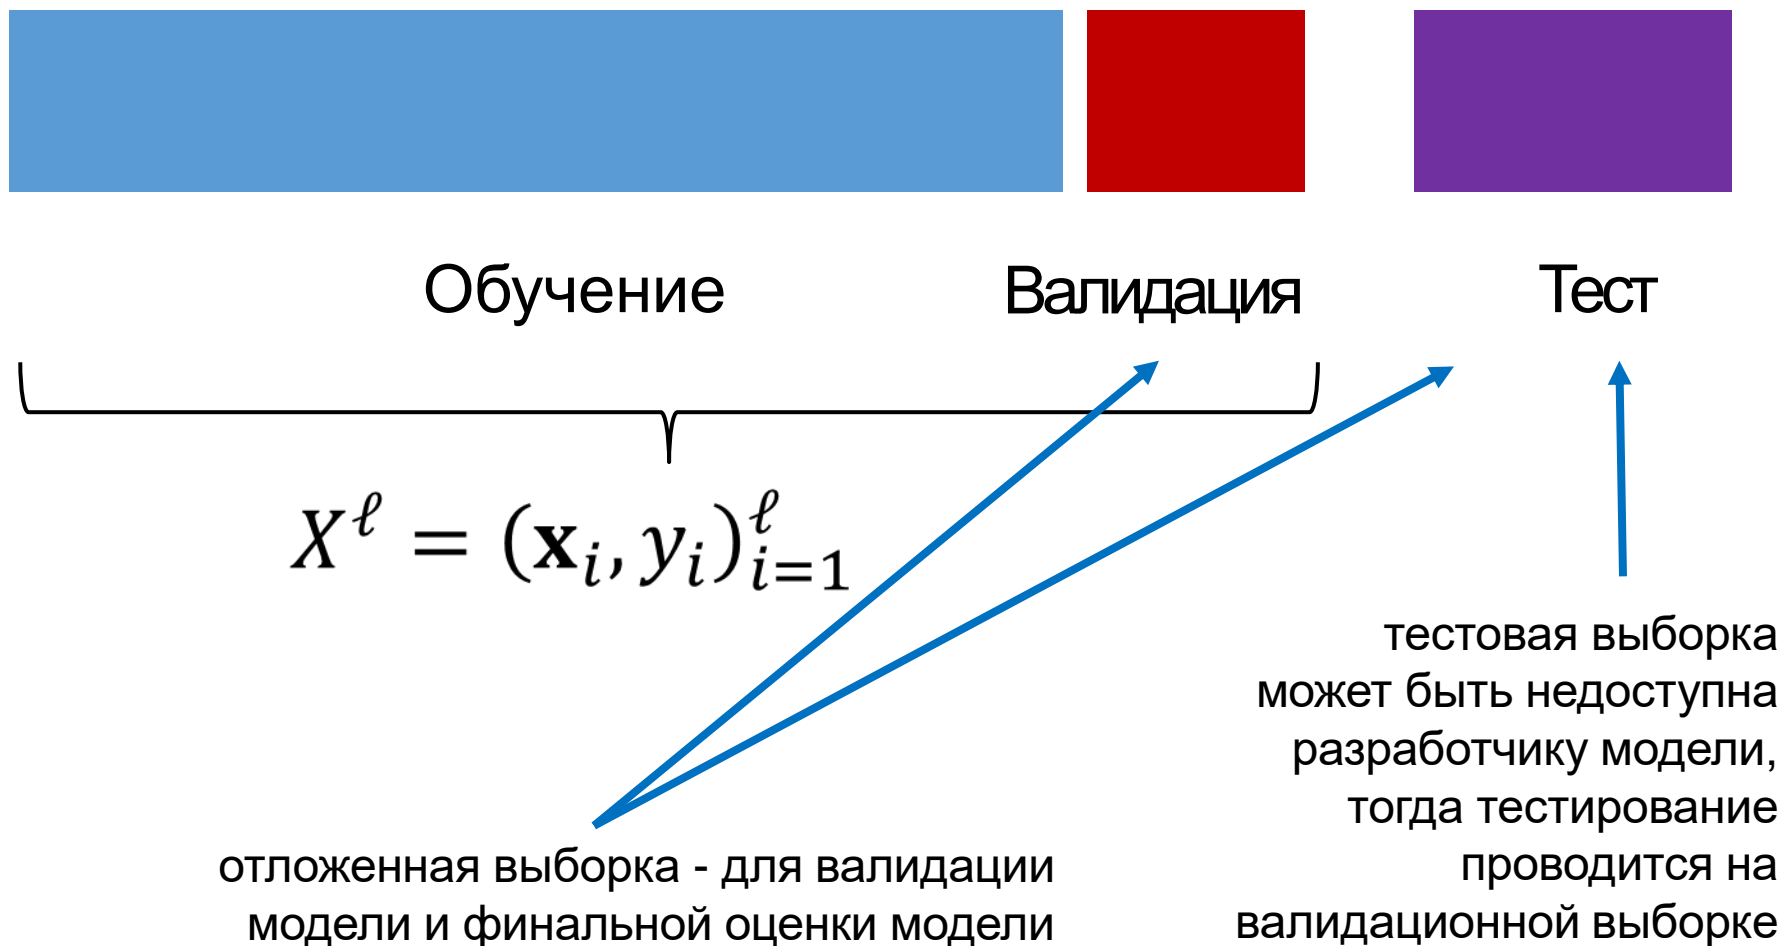 Обучение
Валидация
Тест
X^ℓ = (x_i, y_i)_{i=1}^ℓ
отложенная выборка - для валидации
модели и финальной оценки модели
тестовая выборка
может быть недоступна
разработчику модели,
тогда тестирование
проводится на
валидационной выборке